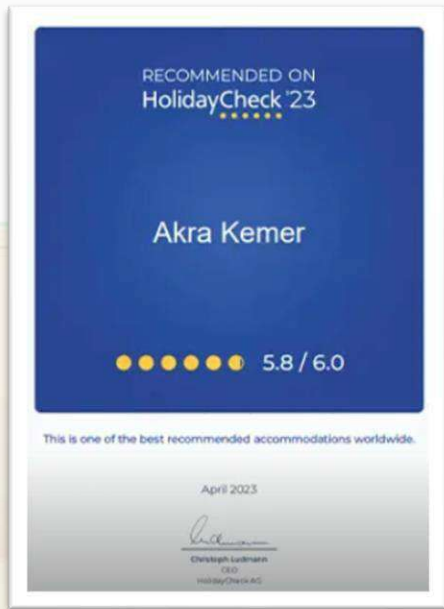 RECOMMENDED ON
HolidayCheck '23
Akra Kemer
5.8 / 6.0
This is one of the best recommended accommodations worldwide.
April 2023
Christoph Ludmann
CEO
HolidayCheck AG